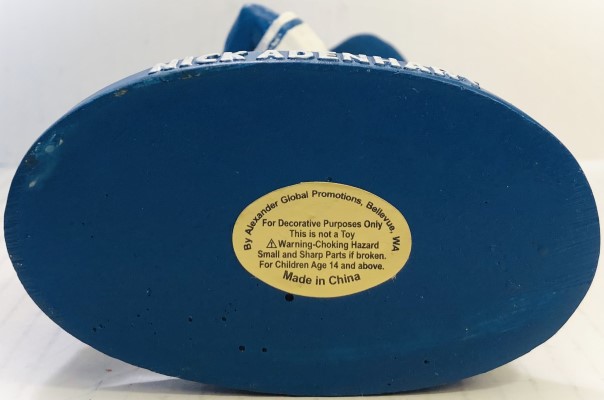 NICK ADENHART
By Alexander Global Promotions, Bellevue, WA
For Decorative Purposes Only
This is not a Toy
⚠Warning-Choking Hazard
Small and Sharp Parts if broken.
For Children Age 14 and above.
Made in China